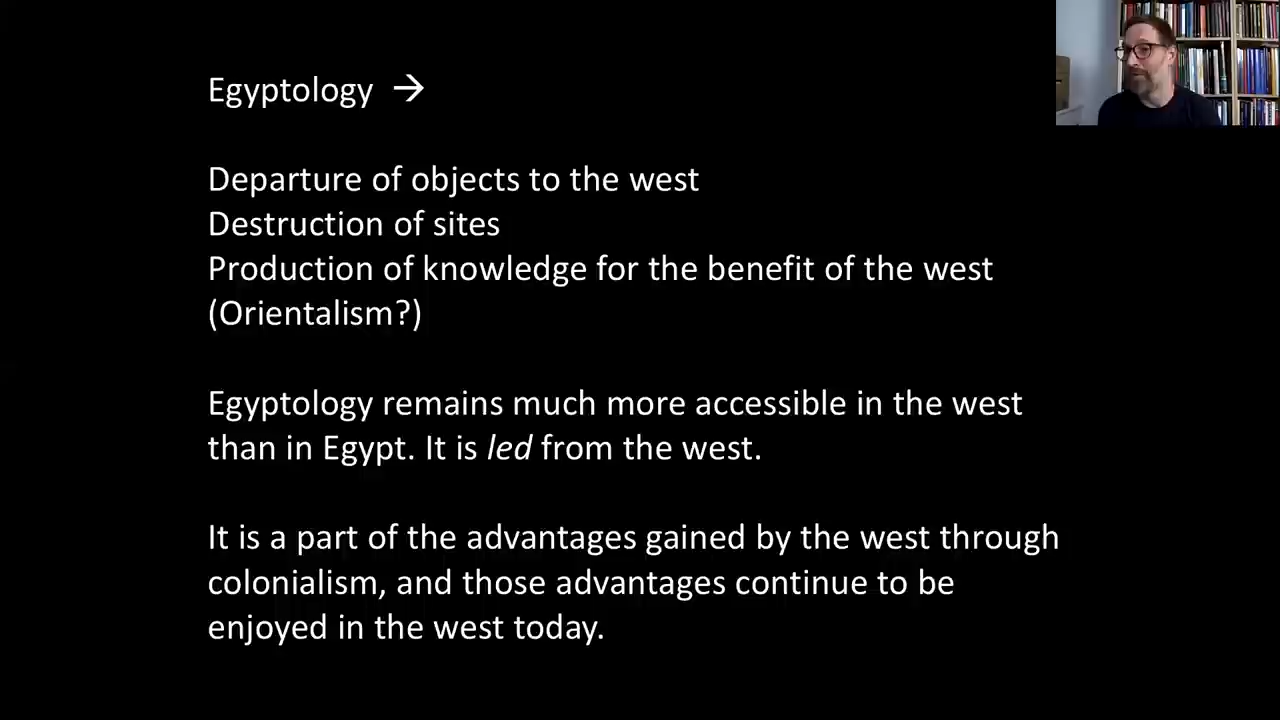 Egyptology →
Departure of objects to the west
Destruction of sites
Production of knowledge for the benefit of the west
(Orientalism?)
Egyptology remains much more accessible in the west
than in Egypt. It is led from the west.
It is a part of the advantages gained by the west through
colonialism, and those advantages continue to be
enjoyed in the west today.